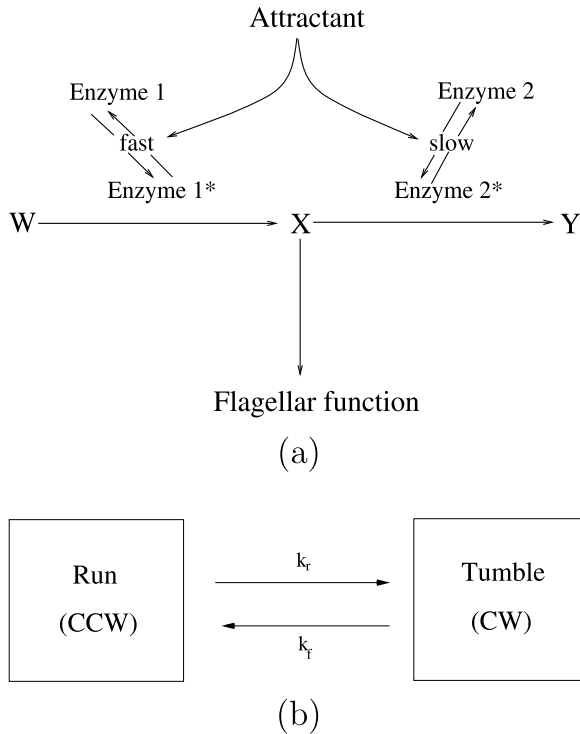 Attractant
Enzyme 1
Enzyme 2
fast
slow
Enzyme 1*
Enzyme 2*
W
X
Y
Flagellar function
(a)
Run
(CCW)
k_r
k_f
Tumble
(CW)
(b)